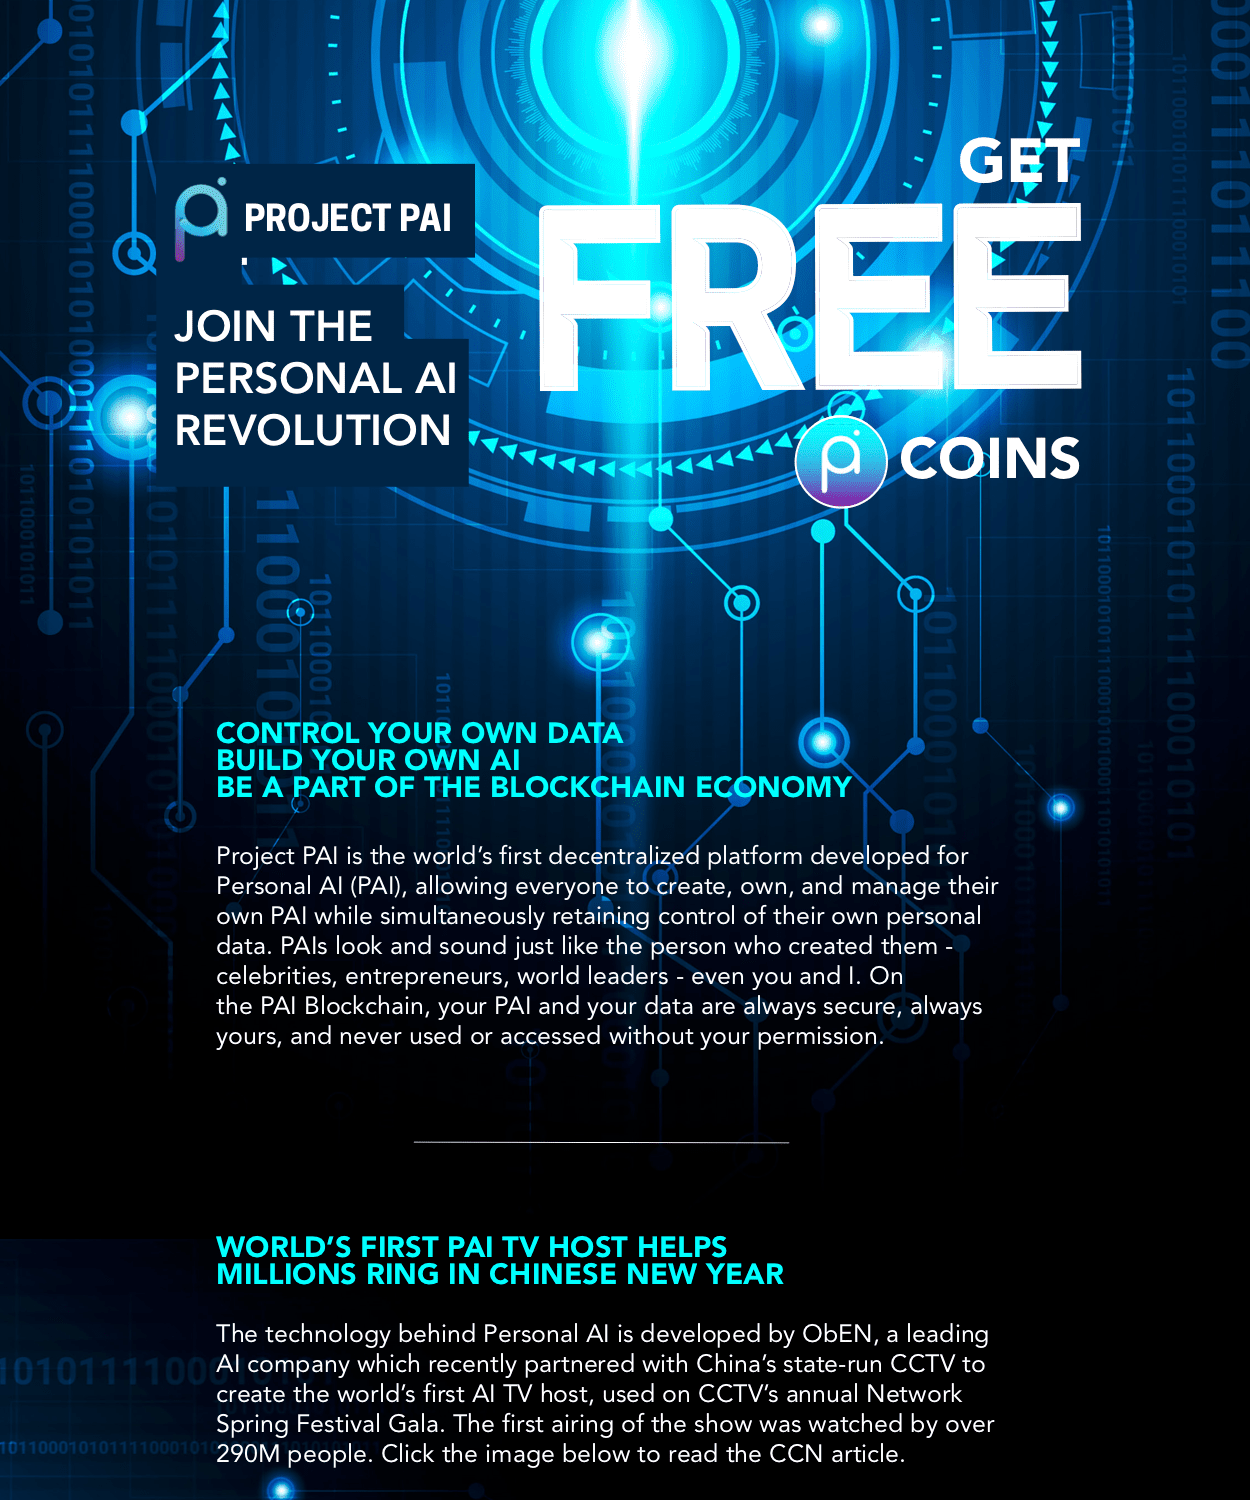 PROJECT PAI
JOIN THE
PERSONAL AI
REVOLUTION
GET
FREE
COINS
CONTROL YOUR OWN DATA
BUILD YOUR OWN AI
BE A PART OF THE BLOCKCHAIN ECONOMY
Project PAI is the world’s first decentralized platform developed for
Personal AI (PAI), allowing everyone to create, own, and manage their
own PAI while simultaneously retaining control of their own personal
data. PAIs look and sound just like the person who created them -
celebrities, entrepreneurs, world leaders - even you and I. On
the PAI Blockchain, your PAI and your data are always secure, always
yours, and never used or accessed without your permission.
WORLD’S FIRST PAI TV HOST HELPS
MILLIONS RING IN CHINESE NEW YEAR
The technology behind Personal AI is developed by ObEN, a leading
AI company which recently partnered with China’s state-run CCTV to
create the world’s first AI TV host, used on CCTV’s annual Network
Spring Festival Gala. The first airing of the show was watched by over
290M people. Click the image below to read the CCN article.